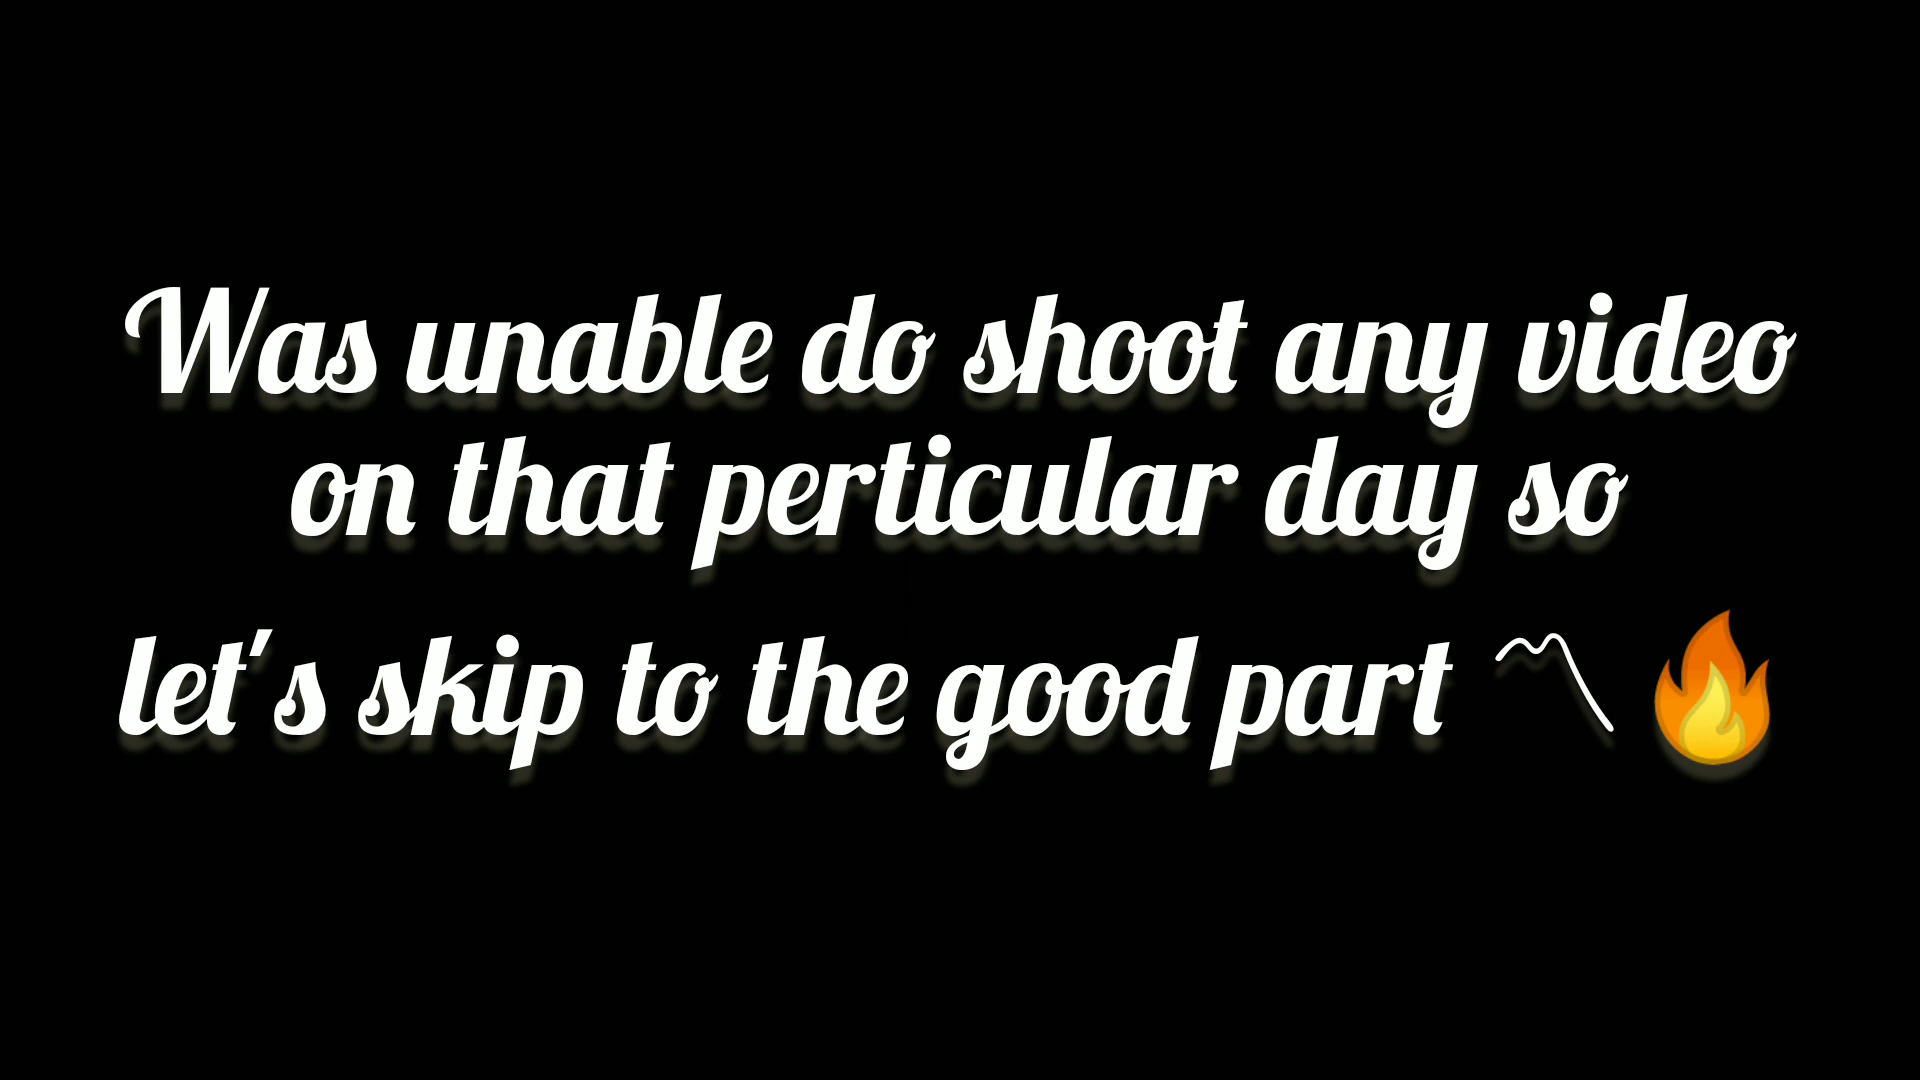 Was unable do shoot any video
on that perticular day so
let's skip to the good part 〽🔥